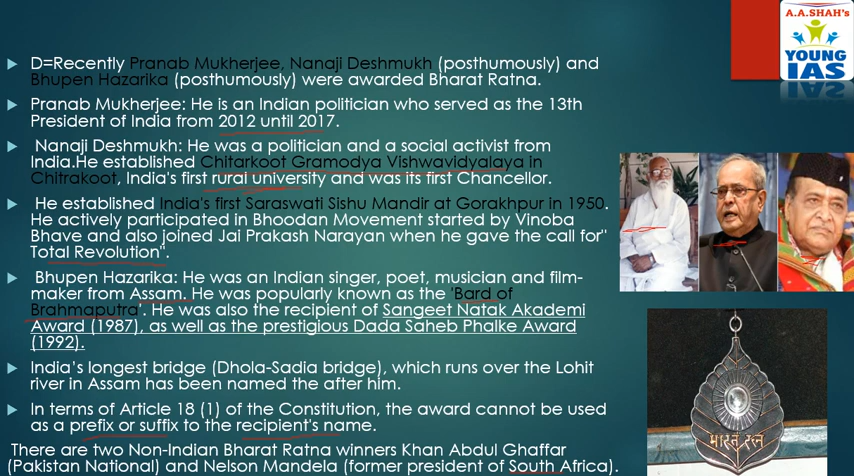 A.A.SHAH's
YOUNG
IAS
D=Recently Pranab Mukherjee, Nanaji Deshmukh (posthumously) and
Bhupen Hazarika (posthumously) were awarded Bharat Ratna.
Pranab Mukherjee: He is an Indian politician who served as the 13th
President of India from 2012 until 2017.
Nanaji Deshmukh: He was a politician and a social activist from
India.He established Chitarkoot Gramodya Vishwavidyalaya in
Chitrakoot, India's first rural university and was its first Chancellor.
He established India's first Saraswati Sishu Mandir at Gorakhpur in 1950.
He actively participated in Bhoodan Movement started by Vinoba
Bhave and also joined Jai Prakash Narayan when he gave the call for"
Total Revolution".
Bhupen Hazarika: He was an Indian singer, poet, musician and film-
maker from Assam. He was popularly known as the 'Bard of
Brahmaputra'. He was also the recipient of Sangeet Natak Akademi
Award (1987), as well as the prestigious Dada Saheb Phalke Award
(1992).
India's longest bridge (Dhola-Sadia bridge), which runs over the Lohit
river in Assam has been named the after him.
In terms of Article 18 (1) of the Constitution, the award cannot be used
as a prefix or suffix to the recipient's name.
There are two Non-Indian Bharat Ratna winners Khan Abdul Ghaffar
(Pakistan National) and Nelson Mandela (former president of South Africa).
भारत रत्न